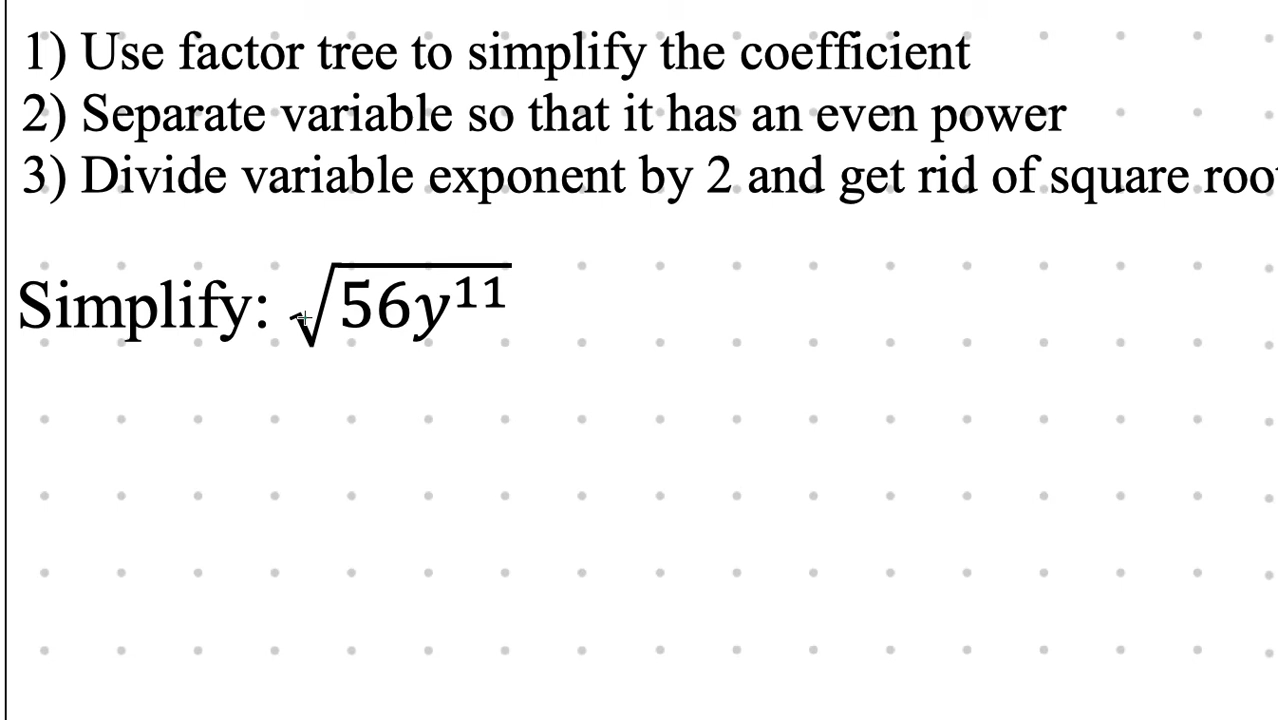 1) Use factor tree to simplify the coefficient
2) Separate variable so that it has an even power
3) Divide variable exponent by 2 and get rid of square
Simplify: √56y¹¹